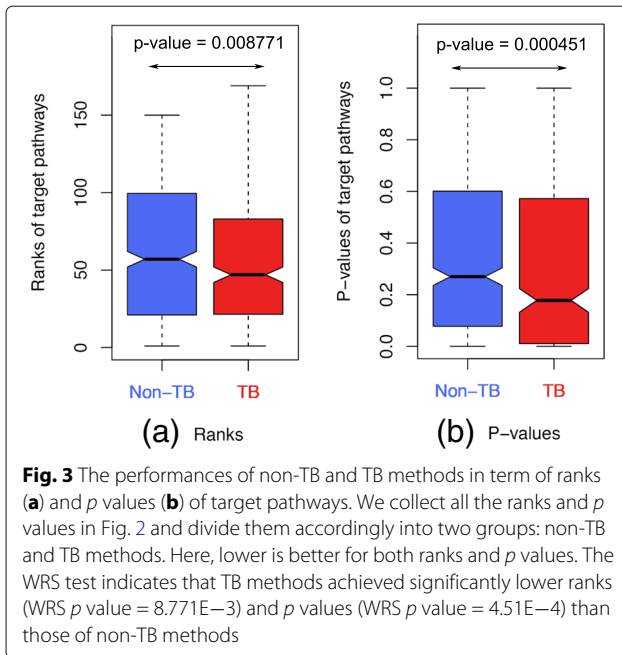 p-value = 0.008771
p-value = 0.000451
Ranks of target pathways
150
100
50
0
Non−TB
TB
(a) Ranks
P−values of target pathways
1.0
0.8
0.6
0.4
0.2
0.0
Non−TB
TB
(b) P−values
Fig. 3 The performances of non-TB and TB methods in term of ranks
(a) and p values (b) of target pathways. We collect all the ranks and p
values in Fig. 2 and divide them accordingly into two groups: non-TB
and TB methods. Here, lower is better for both ranks and p values. The
WRS test indicates that TB methods achieved significantly lower ranks
(WRS p value = 8.771E−3) and p values (WRS p value = 4.51E−4) than
those of non-TB methods